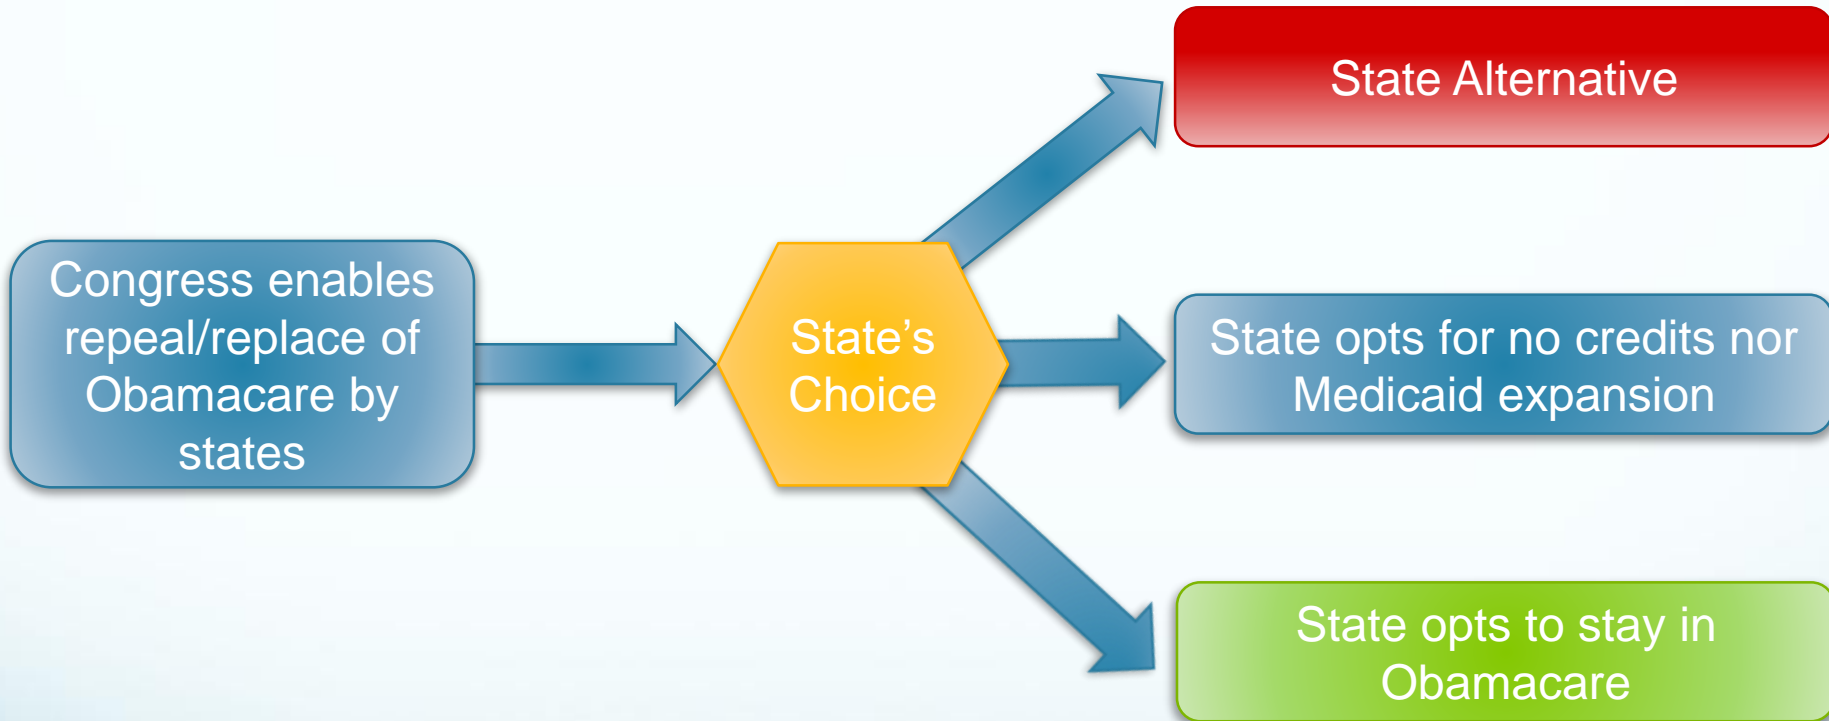 State Alternative
Congress enables
repeal/replace of
Obamacare by
states
State’s
Choice
State opts for no credits nor
Medicaid expansion
State opts to stay in
Obamacare